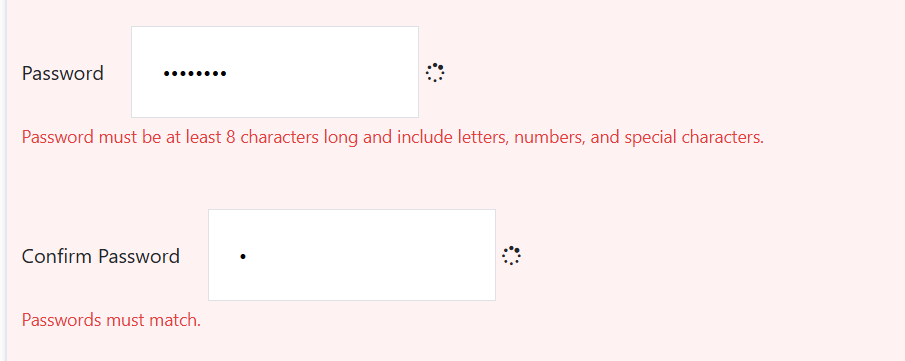 Password ••••••••
Password must be at least 8 characters long and include letters, numbers, and special characters.
Confirm Password •
Passwords must match.